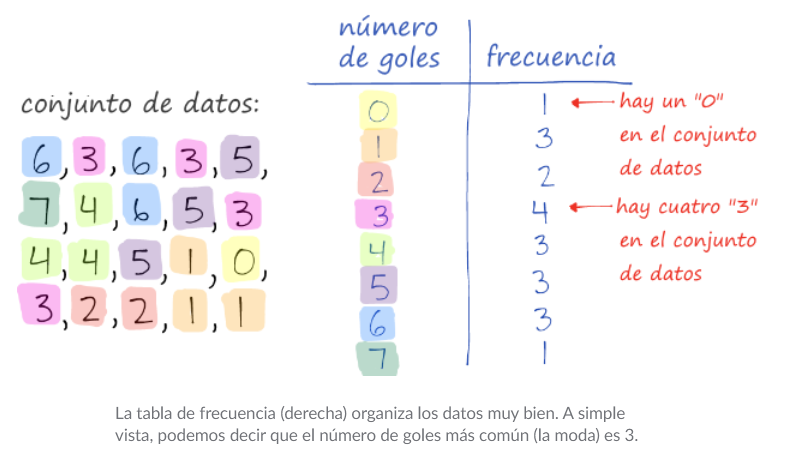 conjunto de datos:
6, 3, 6, 3, 5,
7, 4, 6, 5, 3
4, 4, 5, 1, 0,
3, 2, 2, 1, 1
número
de goles
frecuencia
0 1
1 3
2 2
3 4
4 3
5 3
6 3
7 1
hay un "0"
en el conjunto
de datos
hay cuatro "3"
en el conjunto
de datos
La tabla de frecuencia (derecha) organiza los datos muy bien. A simple
vista, podemos decir que el número de goles más común (la moda) es 3.